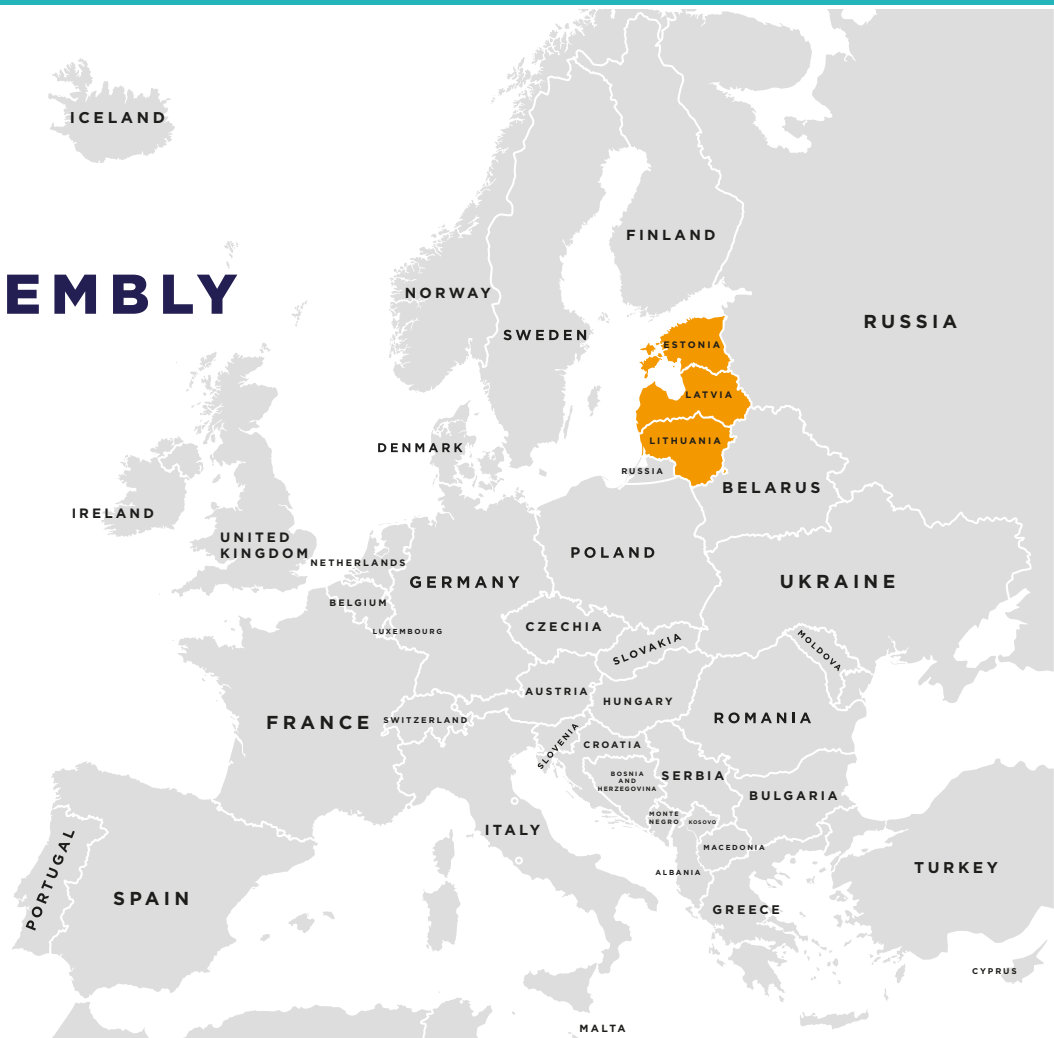 ICELAND
FINLAND
EMBLY
NORWAY
RUSSIA
SWEDEN
ESTONIA
LATVIA
LITHUANIA
DENMARK
RUSSIA
BELARUS
IRELAND
UNITED
KINGDOM
POLAND
NETHERLANDS
GERMANY
UKRAINE
BELGIUM
CZECHIA
LUXEMBOURG
SLOVAKIA
MOLDOVA
AUSTRIA
HUNGARY
FRANCE
SWITZERLAND
ROMANIA
SLOVENIA
CROATIA
BOSNIA
AND
HERZEGOVINA
SERBIA
BULGARIA
MONTE
NEGRO
KOSOVO
ITALY
MACEDONIA
PORTUGAL
ALBANIA
TURKEY
SPAIN
GREECE
CYPRUS
MALTA